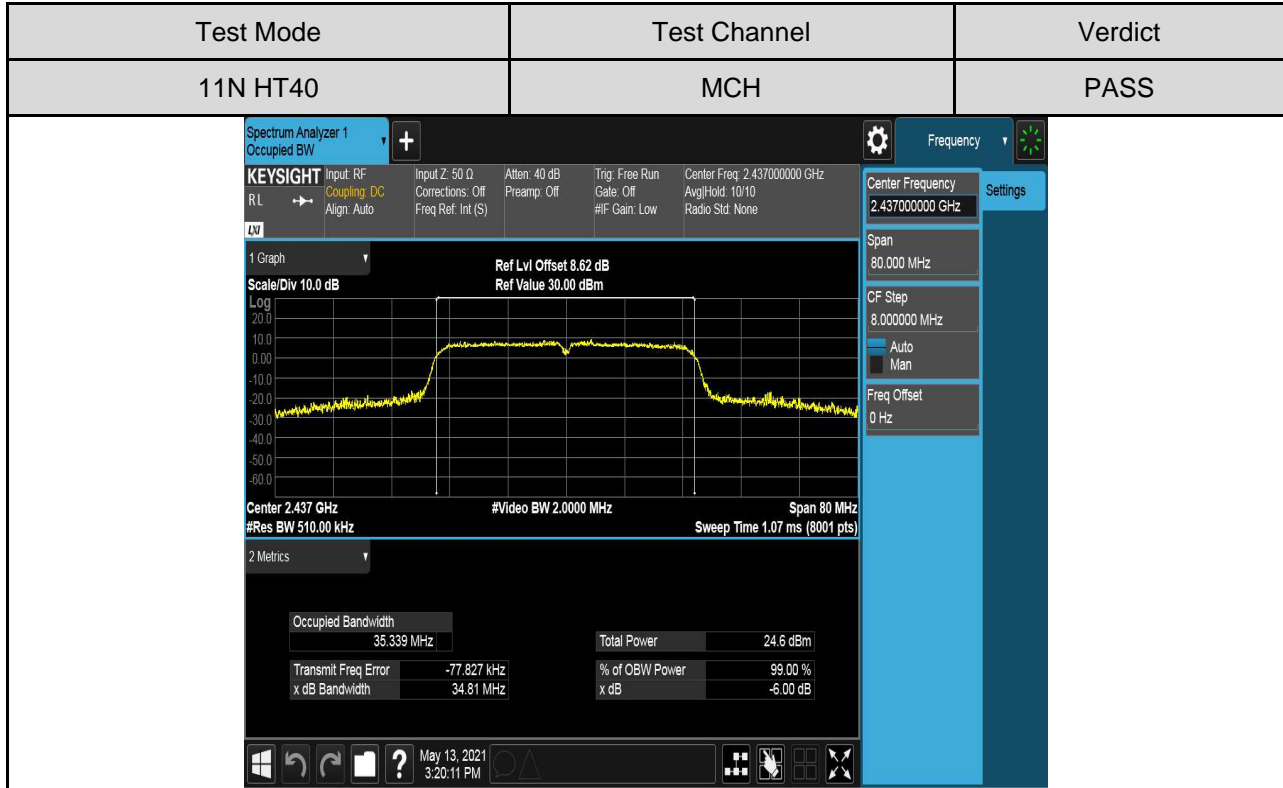 Test Mode Test Channel Verdict
11N HT40 MCH PASS
Spectrum Analyzer 1
Occupied BW
+
Frequency
KEYSIGHT Input: RF Input Z: 50 Ω Atten: 40 dB Trig: Free Run Center Freq: 2.437000000 GHz
RL Coupling: DC Corrections: Off Preamp: Off Gate: Off Avg|Hold: 10/10
Align: Auto Freq Ref: Int (S) #IF Gain: Low Radio Std: None
LXI
Center Frequency
2.437000000 GHz
Settings
Span
80.000 MHz
CF Step
8.000000 MHz
Auto
Man
Freq Offset
0 Hz
1 Graph
Ref Lvl Offset 8.62 dB
Scale/Div 10.0 dB Ref Value 30.00 dBm
Log
20.0
10.0
0.00
-10.0
-20.0
-30.0
-40.0
-50.0
-60.0
Center 2.437 GHz #Video BW 2.0000 MHz Span 80 MHz
#Res BW 510.00 kHz Sweep Time 1.07 ms (8001 pts)
2 Metrics
Occupied Bandwidth
35.339 MHz Total Power 24.6 dBm
Transmit Freq Error -77.827 kHz % of OBW Power 99.00 %
x dB Bandwidth 34.81 MHz x dB -6.00 dB
? May 13, 2021
3:20:11 PM